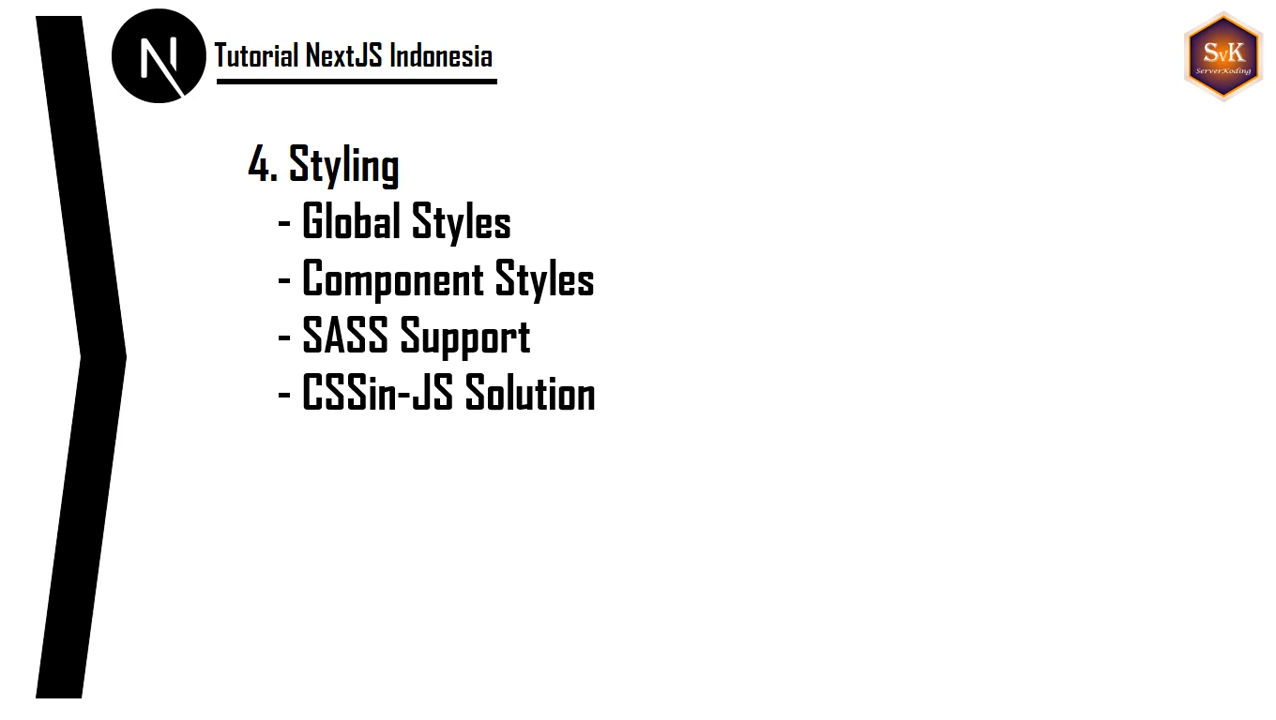 Tutorial NextJS Indonesia
SvK
ServerKoding
4. Styling
- Global Styles
- Component Styles
- SASS Support
- CSSin-JS Solution